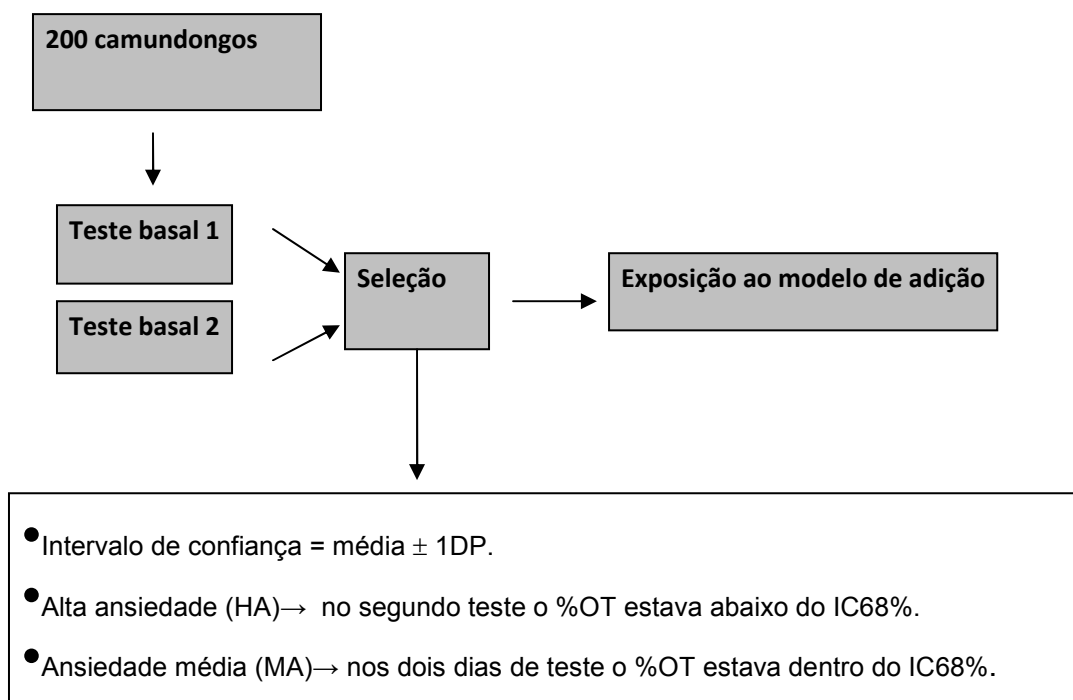 200 camundongos
Teste basal 1
Teste basal 2
Seleção
Exposição ao modelo de adição
•Intervalo de confiança = média ± 1DP.
•Alta ansiedade (HA)→ no segundo teste o %OT estava abaixo do IC68%.
•Ansiedade média (MA)→ nos dois dias de teste o %OT estava dentro do IC68%.